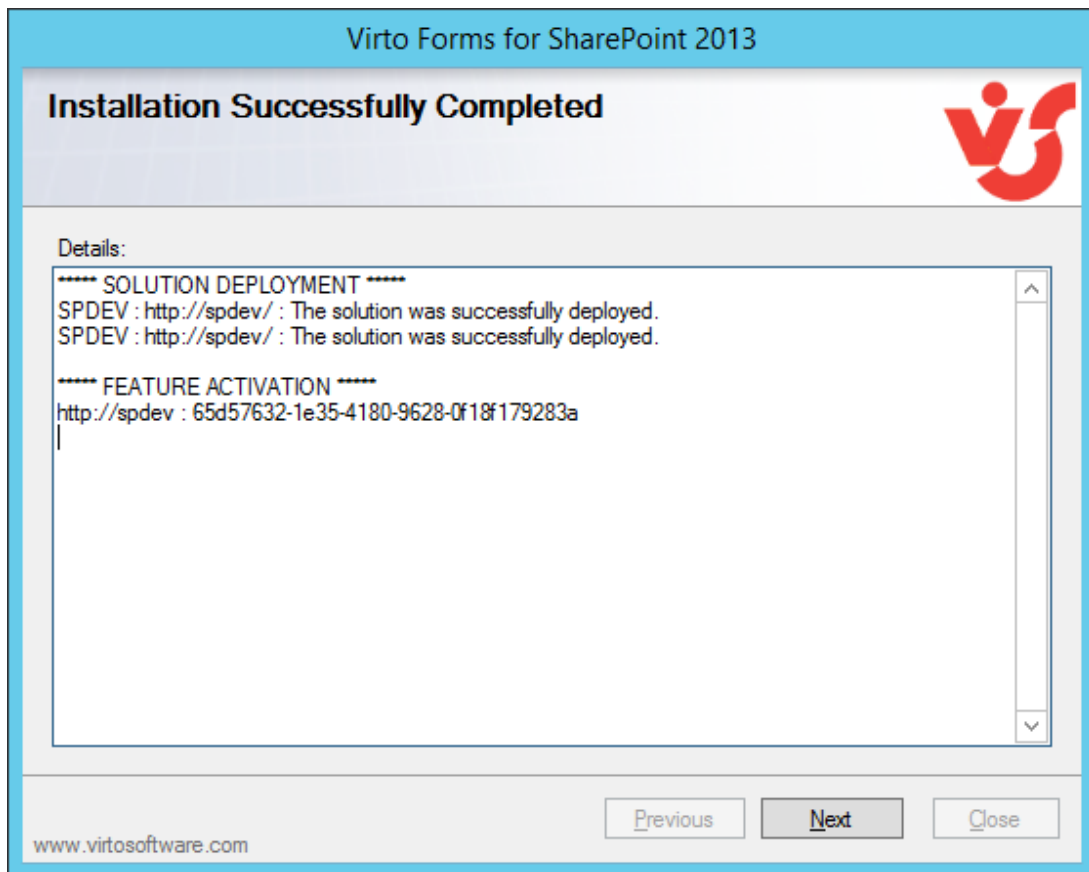 Virto Forms for SharePoint 2013
Installation Successfully Completed
Details:
***** SOLUTION DEPLOYMENT *****
SPDEV : http://spdev/ : The solution was successfully deployed.
SPDEV : http://spdev/ : The solution was successfully deployed.
***** FEATURE ACTIVATION *****
http://spdev : 65d57632-1e35-4180-9628-0f18f179283a
Previous
Next
Close
www.virtosoftware.com